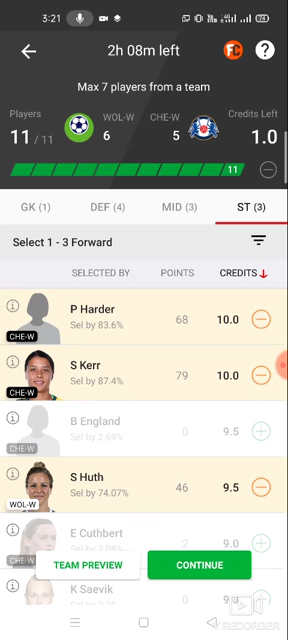 3:21
74
2h 08m left
FC
?
Max 7 players from a team
Players
11 / 11
WOL-W
6
CHE-W
5
Credits Left
1.0
11
GK (1)
DEF (4)
MID (3)
ST (3)
Select 1 - 3 Forward
SELECTED BY
POINTS
CREDITS
P Harder
Sel by 83.6%
68
10.0
CHE-W
S Kerr
Sel by 87.4%
79
10.0
CHE-W
B England
Sel by 2.69%
0
9.5
CHE-W
S Huth
Sel by 74.07%
46
9.5
WOL-W
E Cuthbert
2
9.0
CHE-W
TEAM PREVIEW
CONTINUE
K Saevik
0
RECORDER